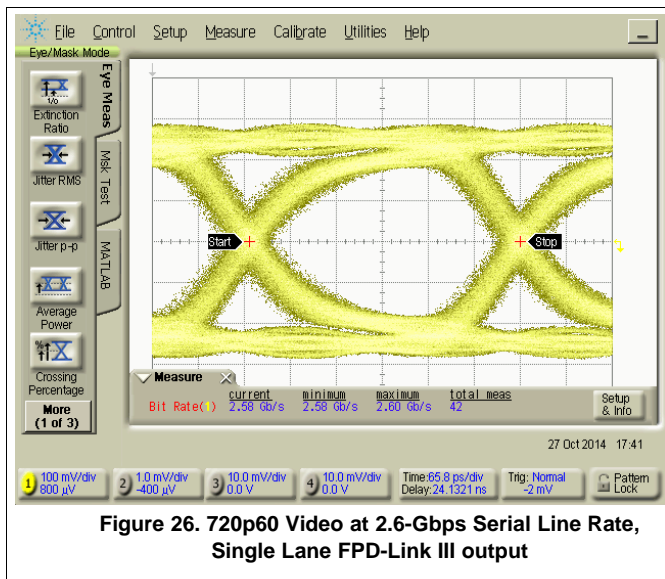 File Control Setup Measure Calibrate Utilities Help
Eye/Mask Mode
Eye Meas
Msk Test
MATLAB
1/0
Extinction
Ratio
Jitter RMS
Jitter p-p
Average
Power
%
Crossing
Percentage
More
(1 of 3)
Start
Stop
Measure
current minimum maximum total meas
Bit Rate(1) 2.58 Gb/s 2.58 Gb/s 2.60 Gb/s 42
Setup
& Info
27 Oct 2014 17:41
1 100 mV/div
800 µV
2 1.0 mV/div
-400 µV
3 10.0 mV/div
0.0 V
4 10.0 mV/div
0.0 V
Time:65.8 ps/div
Delay:24.1321 ns
Trig: Normal
-2 mV
Pattern
Lock
Figure 26. 720p60 Video at 2.6-Gbps Serial Line Rate,
Single Lane FPD-Link III output